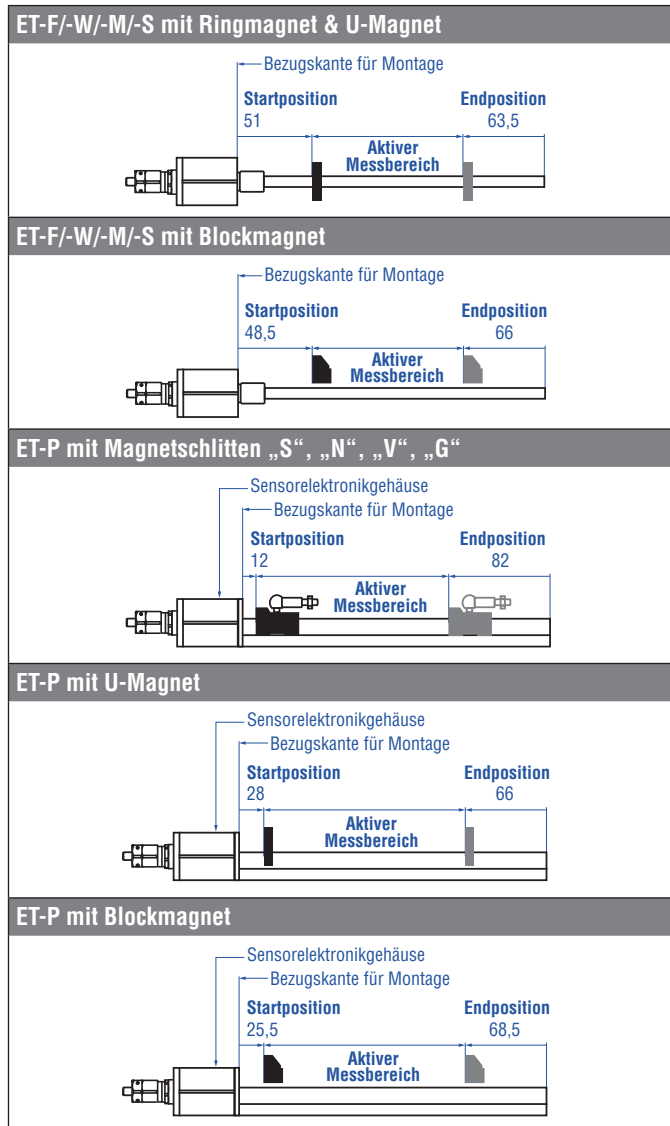 ET-F/-W/-M/-S mit Ringmagnet & U-Magnet
Bezugskante für Montage
Startposition Endposition
51 63,5
Aktiver
Messbereich
ET-F/-W/-M/-S mit Blockmagnet
Bezugskante für Montage
Startposition Endposition
48,5 66
Aktiver
Messbereich
ET-P mit Magnetschlitten „S“, „N“, „V“, „G“
Sensorelektronikgehäuse
Bezugskante für Montage
Startposition Endposition
12 82
Aktiver
Messbereich
ET-P mit U-Magnet
Sensorelektronikgehäuse
Bezugskante für Montage
Startposition Endposition
28 66
Aktiver
Messbereich
ET-P mit Blockmagnet
Sensorelektronikgehäuse
Bezugskante für Montage
Startposition Endposition
25,5 68,5
Aktiver
Messbereich